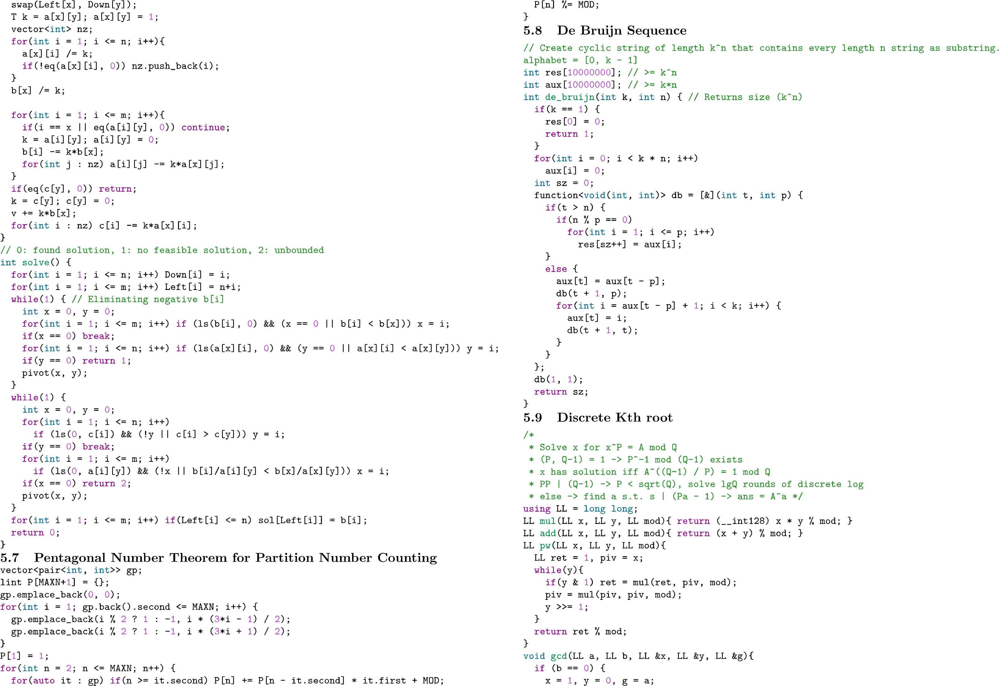 swap(Left[x], Down[y]);
  T k = a[x][y]; a[x][y] = 1;
  vector<int> nz;
  for(int i = 1; i <= n; i++){
    a[x][i] /= k;
    if(!eq(a[x][i], 0)) nz.push_back(i);
  }
  b[x] /= k;

  for(int i = 1; i <= m; i++){
    if(i == x || eq(a[i][y], 0)) continue;
    k = a[i][y]; a[i][y] = 0;
    b[i] -= k*b[x];
    for(int j : nz) a[i][j] -= k*a[x][j];
  }
  if(eq(c[y], 0)) return;
  k = c[y]; c[y] = 0;
  v += k*b[x];
  for(int i : nz) c[i] -= k*a[x][i];
}
// 0: found solution, 1: no feasible solution, 2: unbounded
int solve() {
  for(int i = 1; i <= n; i++) Down[i] = i;
  for(int i = 1; i <= m; i++) Left[i] = n+i;
  while(1) { // Eliminating negative b[i]
    int x = 0, y = 0;
    for(int i = 1; i <= m; i++) if (ls(b[i], 0) && (x == 0 || b[i] < b[x])) x = i;
    if(x == 0) break;
    for(int i = 1; i <= n; i++) if (ls(a[x][i], 0) && (y == 0 || a[x][i] < a[x][y])) y = i;
    if(y == 0) return 1;
    pivot(x, y);
  }
  while(1) {
    int x = 0, y = 0;
    for(int i = 1; i <= n; i++)
      if (ls(0, c[i]) && (!y || c[i] > c[y])) y = i;
    if(y == 0) break;
    for(int i = 1; i <= m; i++)
      if (ls(0, a[i][y]) && (!x || b[i]/a[i][y] < b[x]/a[x][y])) x = i;
    if(x == 0) return 2;
    pivot(x, y);
  }
  for(int i = 1; i <= m; i++) if(Left[i] <= n) sol[Left[i]] = b[i];
  return 0;
}
5.7 Pentagonal Number Theorem for Partition Number Counting
vector<pair<int, int>> gp;
lint P[MAXN+1] = {};
gp.emplace_back(0, 0);
for(int i = 1; gp.back().second <= MAXN; i++) {
  gp.emplace_back(i % 2 ? 1 : -1, i * (3*i - 1) / 2);
  gp.emplace_back(i % 2 ? 1 : -1, i * (3*i + 1) / 2);
}
P[1] = 1;
for(int n = 2; n <= MAXN; n++) {
  for(auto it : gp) if(n >= it.second) P[n] += P[n - it.second] * it.first + MOD;
  P[n] %= MOD;
}
5.8 De Bruijn Sequence
// Create cyclic string of length k^n that contains every length n string as substring.
alphabet = [0, k - 1]
int res[10000000]; // >= k^n
int aux[10000000]; // >= k*n
int de_bruijn(int k, int n) { // Returns size (k^n)
  if(k == 1) {
    res[0] = 0;
    return 1;
  }
  for(int i = 0; i < k * n; i++)
    aux[i] = 0;
  int sz = 0;
  function<void(int, int)> db = [&](int t, int p) {
    if(t > n) {
      if(n % p == 0)
        for(int i = 1; i <= p; i++)
          res[sz++] = aux[i];
    }
    else {
      aux[t] = aux[t - p];
      db(t + 1, p);
      for(int i = aux[t - p] + 1; i < k; i++) {
        aux[t] = i;
        db(t + 1, t);
      }
    }
  };
  db(1, 1);
  return sz;
}
5.9 Discrete Kth root
/*
 * Solve x for x^P = A mod Q
 * (P, Q-1) = 1 -> P^-1 mod (Q-1) exists
 * x has solution iff A^((Q-1) / P) = 1 mod Q
 * PP | (Q-1) -> P < sqrt(Q), solve lgQ rounds of discrete log
 * else -> find a s.t. s | (Pa - 1) -> ans = A^a */
using LL = long long;
LL mul(LL x, LL y, LL mod){ return (__int128) x * y % mod; }
LL add(LL x, LL y, LL mod){ return (x + y) % mod; }
LL pw(LL x, LL y, LL mod){
  LL ret = 1, piv = x;
  while(y){
    if(y & 1) ret = mul(ret, piv, mod);
    piv = mul(piv, piv, mod);
    y >>= 1;
  }
  return ret % mod;
}
void gcd(LL a, LL b, LL &x, LL &y, LL &g){
  if (b == 0) {
    x = 1, y = 0, g = a;